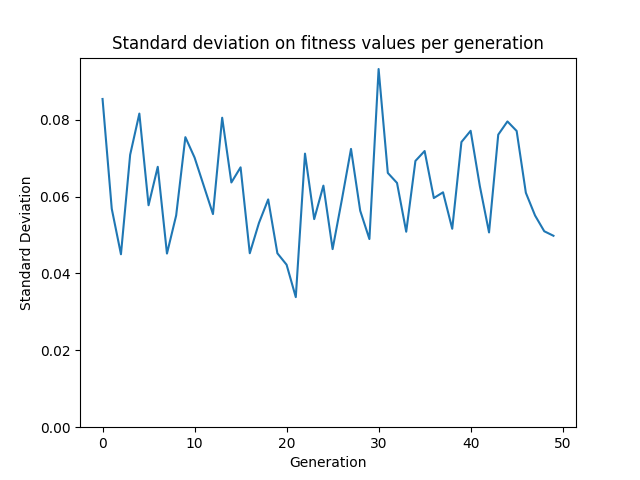 Standard deviation on fitness values per generation
Standard Deviation
0.08
0.06
0.04
0.02
0.00
0 10 20 30 40 50
Generation